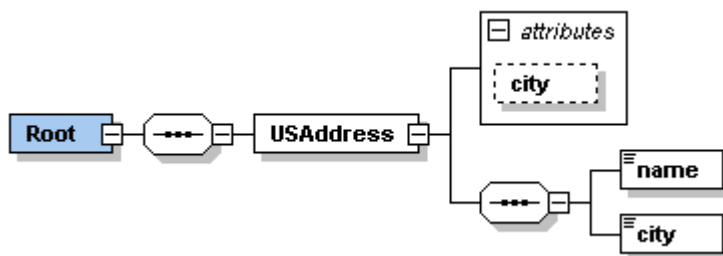 attributes
city
Root
USAddress
name
city